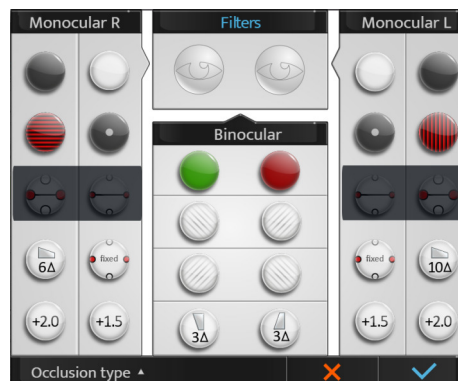 Monocular R
Filters
Monocular L
Binocular
6Δ
fixed
3Δ
3Δ
fixed
10Δ
+2.0
+1.5
+1.5
+2.0
Occlusion type